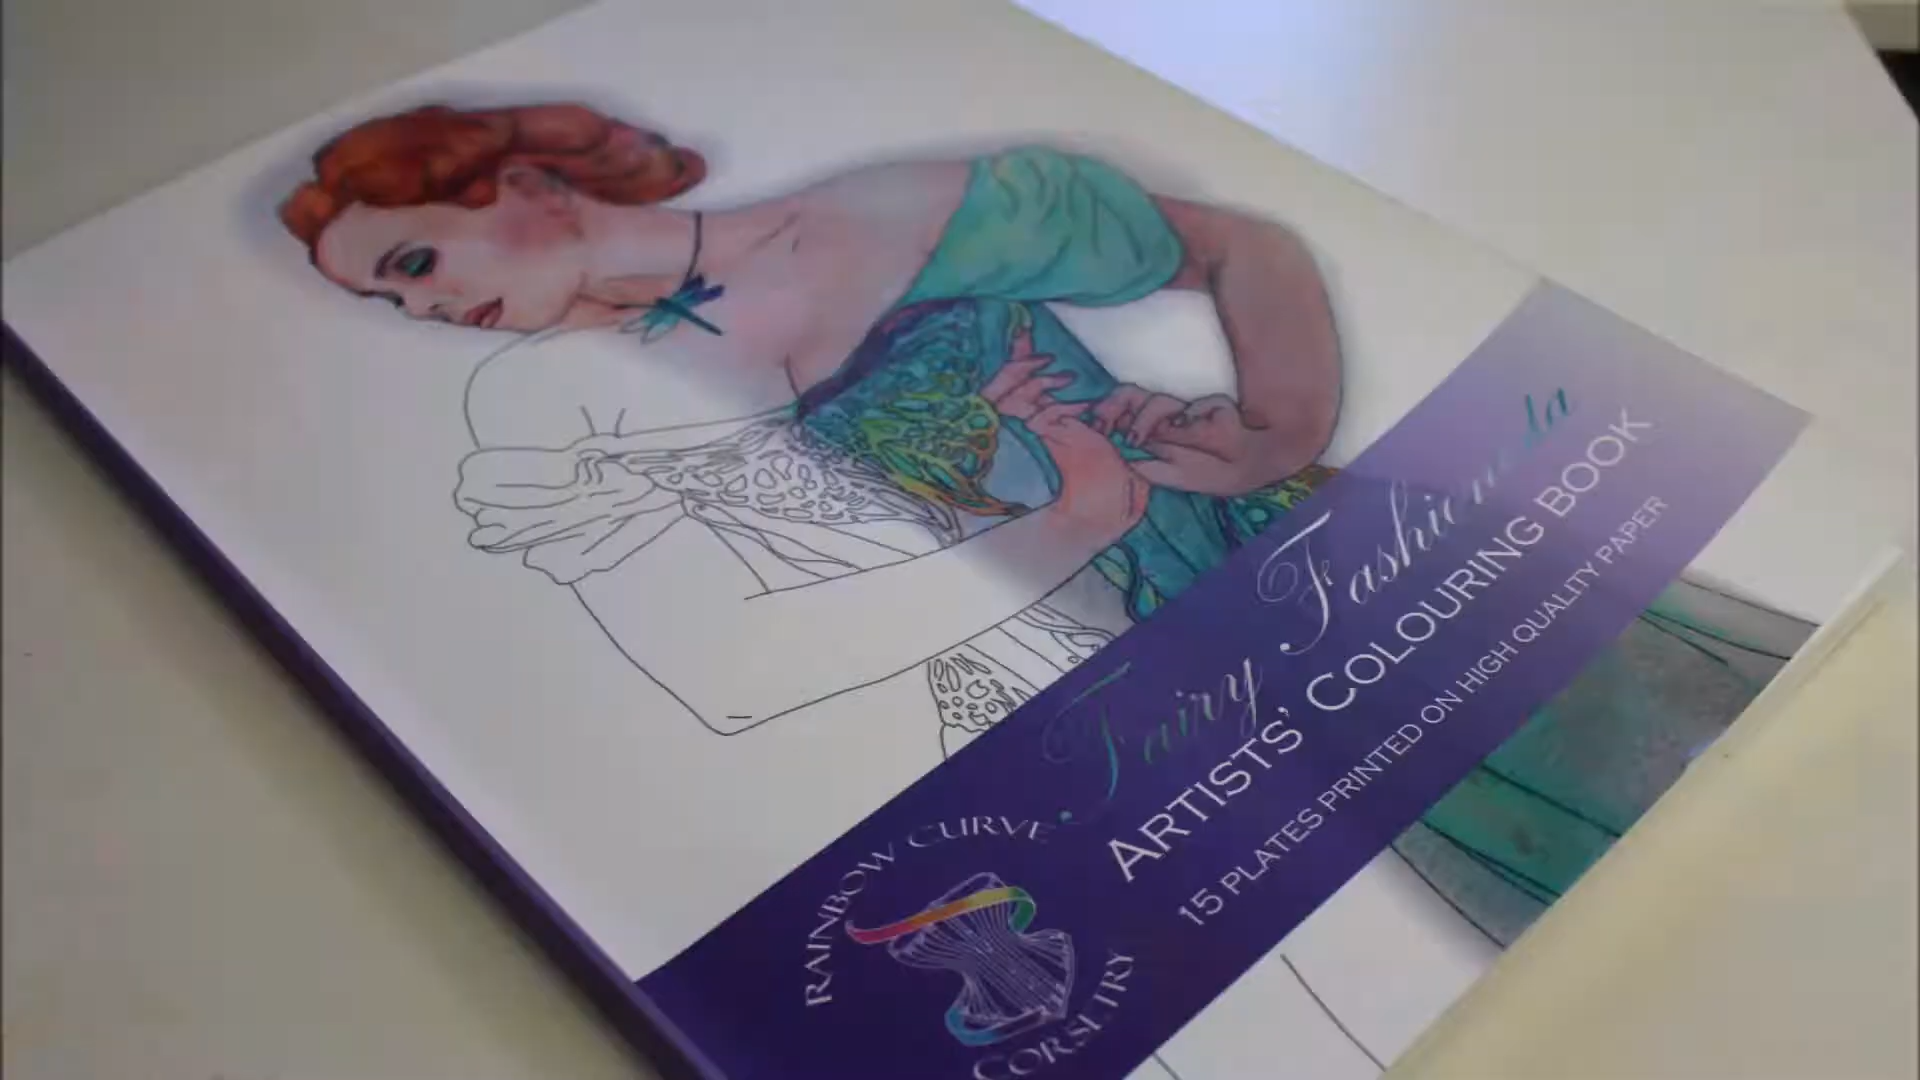 Fairy Fashionista
ARTISTS' COLOURING BOOK
15 PLATES PRINTED ON HIGH QUALITY PAPER
RAINBOW CURVE
CORSETRY